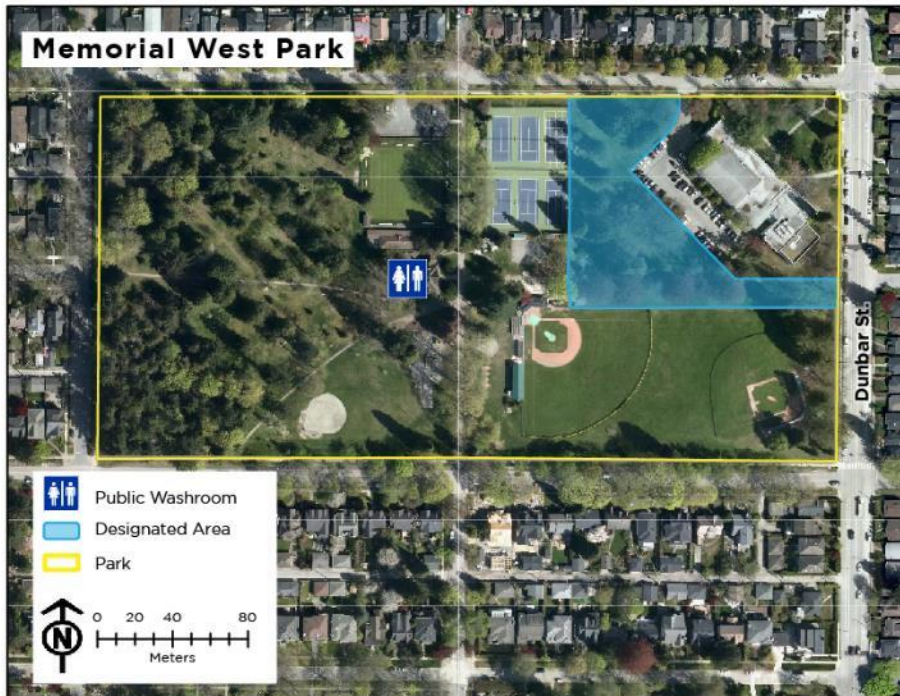 Memorial West Park
Dunbar St.
Public Washroom
Designated Area
Park
N
0 20 40 80
Meters